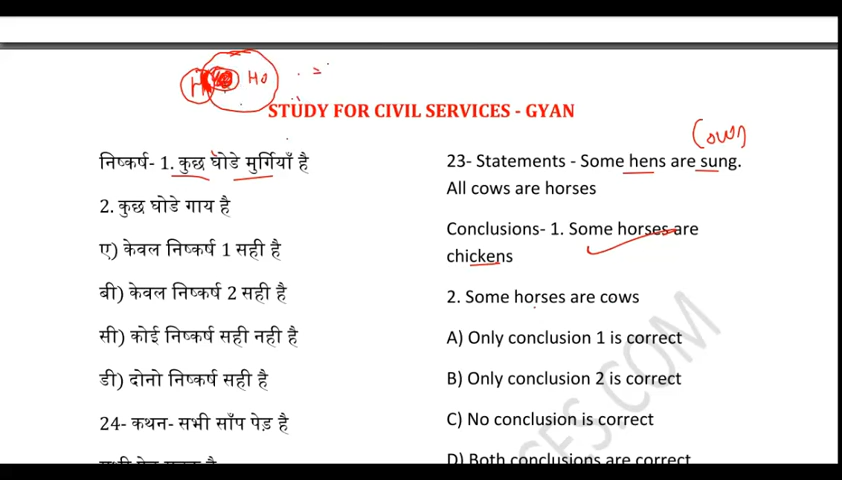 H Ho
STUDY FOR CIVIL SERVICES - GYAN
निष्कर्ष- 1. कुछ घोडे मुर्गियाँ है
2. कुछ घोडे गाय है
ए) केवल निष्कर्ष 1 सही है
बी) केवल निष्कर्ष 2 सही है
सी) कोई निष्कर्ष सही नही है
डी) दोनो निष्कर्ष सही है
24- कथन- सभी साँप पेड़ है
Cows
23- Statements - Some hens are sung.
All cows are horses
Conclusions- 1. Some horses are
chickens
2. Some horses are cows
A) Only conclusion 1 is correct
B) Only conclusion 2 is correct
C) No conclusion is correct
D) Both conclusions are correct